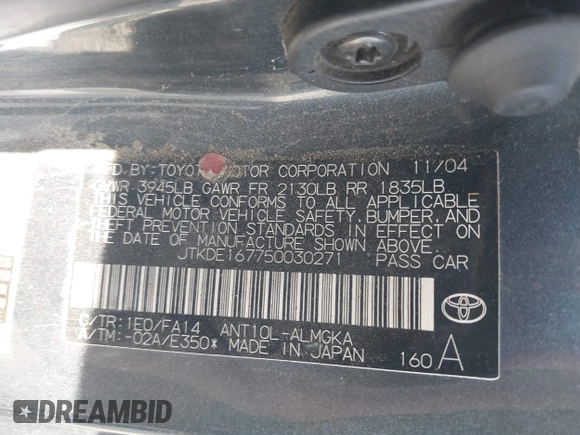 BY: TOYO MOTOR CORPORATION 11/04
GVWR 3945LB GAWR FR 2130LB RR 1835LB
THIS VEHICLE CONFORMS TO ALL APPLICABLE
FEDERAL MOTOR VEHICLE SAFETY, BUMPER, AND
THEFT PREVENTION STANDARDS IN EFFECT ON
THE DATE OF MANUFACTURE SHOWN ABOVE.
JTKDE167750030271 PASS CAR
C/TR: 1E0/FA14 ANT10L-ALMGKA
A/TM: -02A/E350* MADE IN JAPAN 160 A
DREAMBID